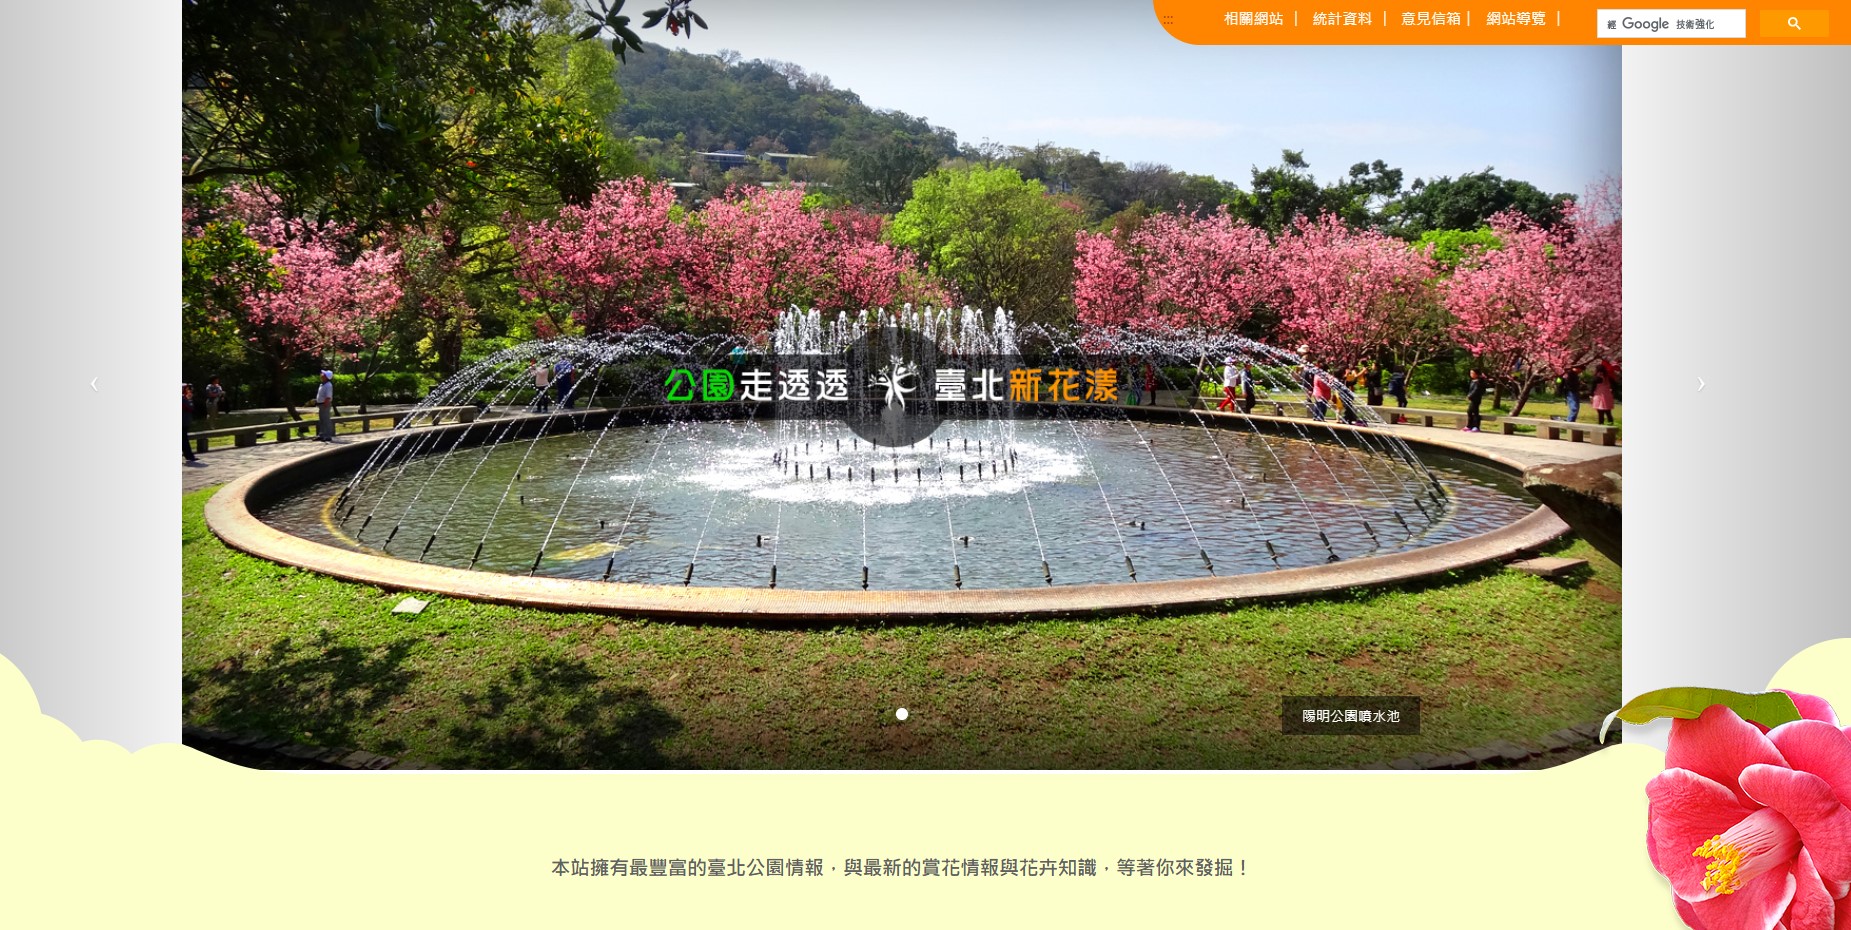 ::: 相關網站 | 統計資料 | 意見信箱 | 網站導覽 | 經 Google 技術強化
公園走透透 臺北新花漾
陽明公園噴水池
本站擁有最豐富的臺北公園情報，與最新的賞花情報與花卉知識，等著你來發掘！